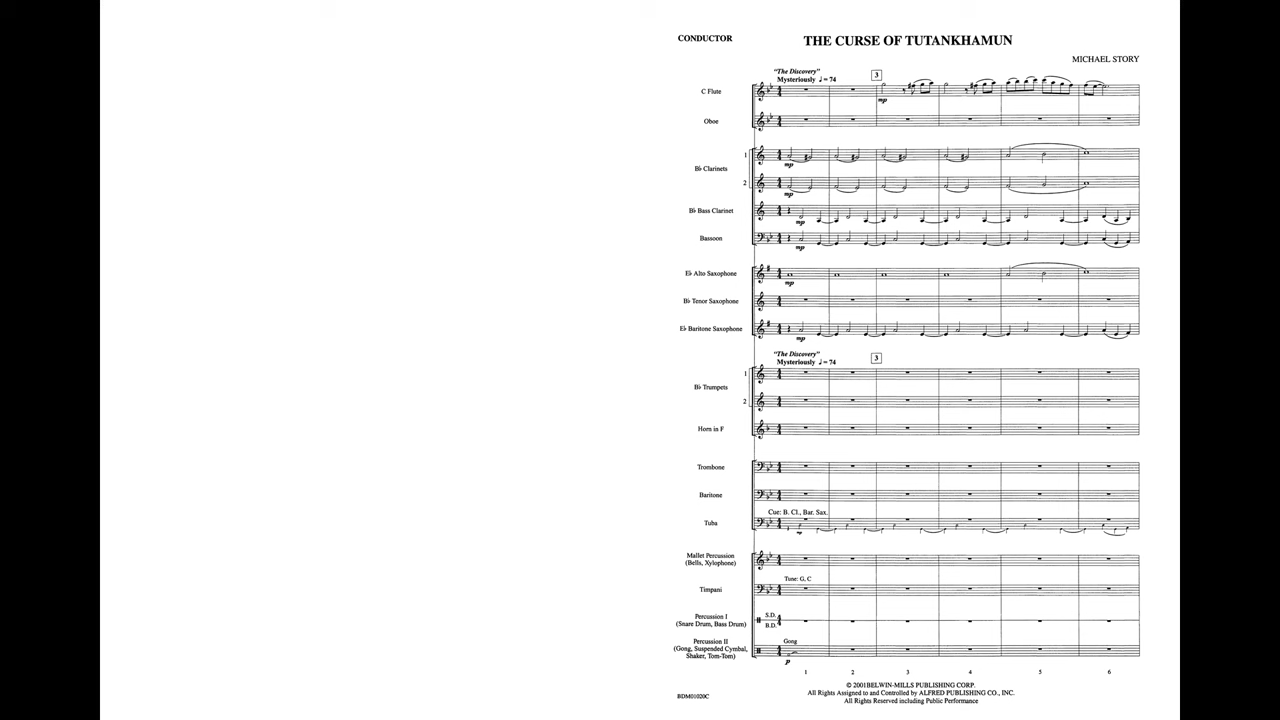 CONDUCTOR
THE CURSE OF TUTANKHAMUN
MICHAEL STORY
"The Discovery"
Mysteriously ♩ = 74
3
C Flute
mp
Oboe
1
mp
B♭ Clarinets
2
mp
B♭ Bass Clarinet
mp
Bassoon
mp
E♭ Alto Saxophone
mp
B♭ Tenor Saxophone
E♭ Baritone Saxophone
mp
"The Discovery"
Mysteriously ♩ = 74
3
1
B♭ Trumpets
2
Horn in F
Trombone
Baritone
Cue: B. Cl., Bar. Sax.
Tuba
mp
Mallet Percussion
(Bells, Xylophone)
Tune: G, C
Timpani
Percussion I
(Snare Drum, Bass Drum)
S.D.
B.D.
Percussion II
(Gong, Suspended Cymbal,
Shaker, Tom-Tom)
Gong
p
1 2 3 4 5 6
© 2001BELWIN-MILLS PUBLISHING CORP.
All Rights Assigned to and Controlled by ALFRED PUBLISHING CO., INC.
All Rights Reserved including Public Performance
BDM01020C